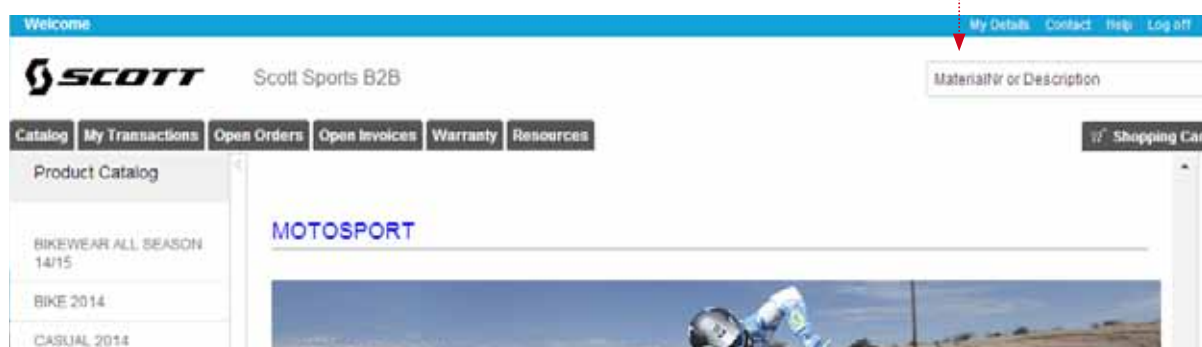 Welcome My Details Contact Help Log off
SCOTT Scott Sports B2B MaterialNr or Description
Catalog My Transactions Open Orders Open Invoices Warranty Resources Shopping Car
Product Catalog
MOTOSPORT
BIKEWEAR ALL SEASON
14/15
BIKE 2014
CASUAL 2014